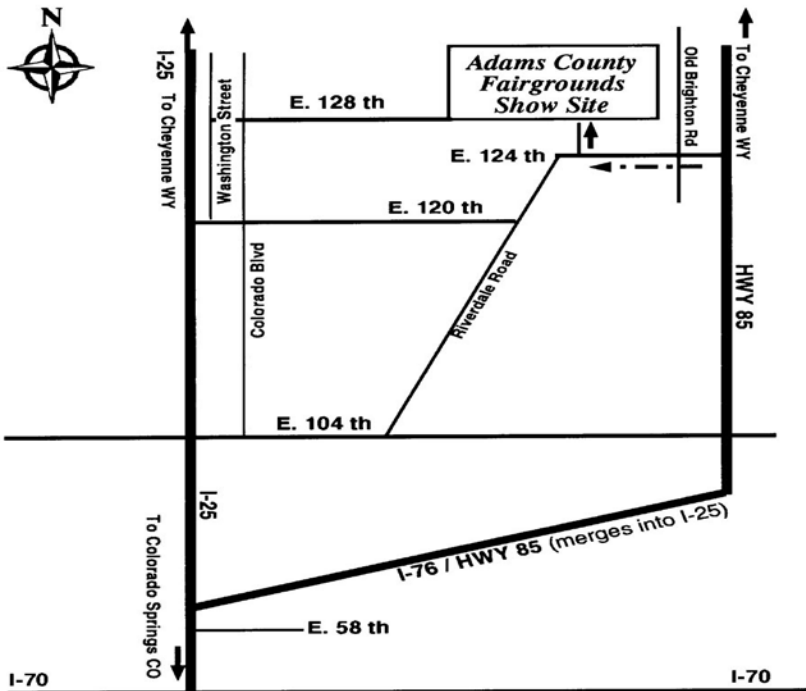 N
I-25 To Cheyenne WY
Washington Street
E. 128 th
Adams County
Fairgrounds
Show Site
Old Brighton Rd
To Cheyenne WY
E. 124 th
E. 120 th
Colorado Blvd
Riverdale Road
HWY 85
E. 104 th
I-25
To Colorado Springs CO
I-76 / HWY 85 (merges into I-25)
E. 58 th
I-70
I-70